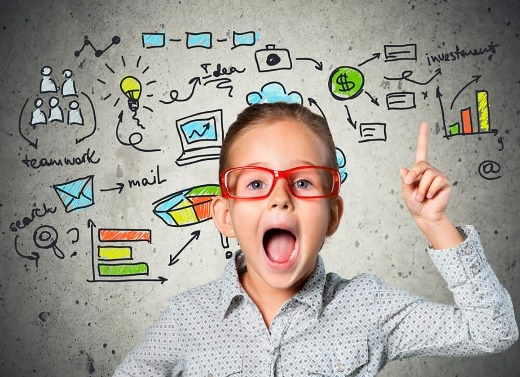 Idea
investment
$
x
y
teamwork
@
mail
search
?
!